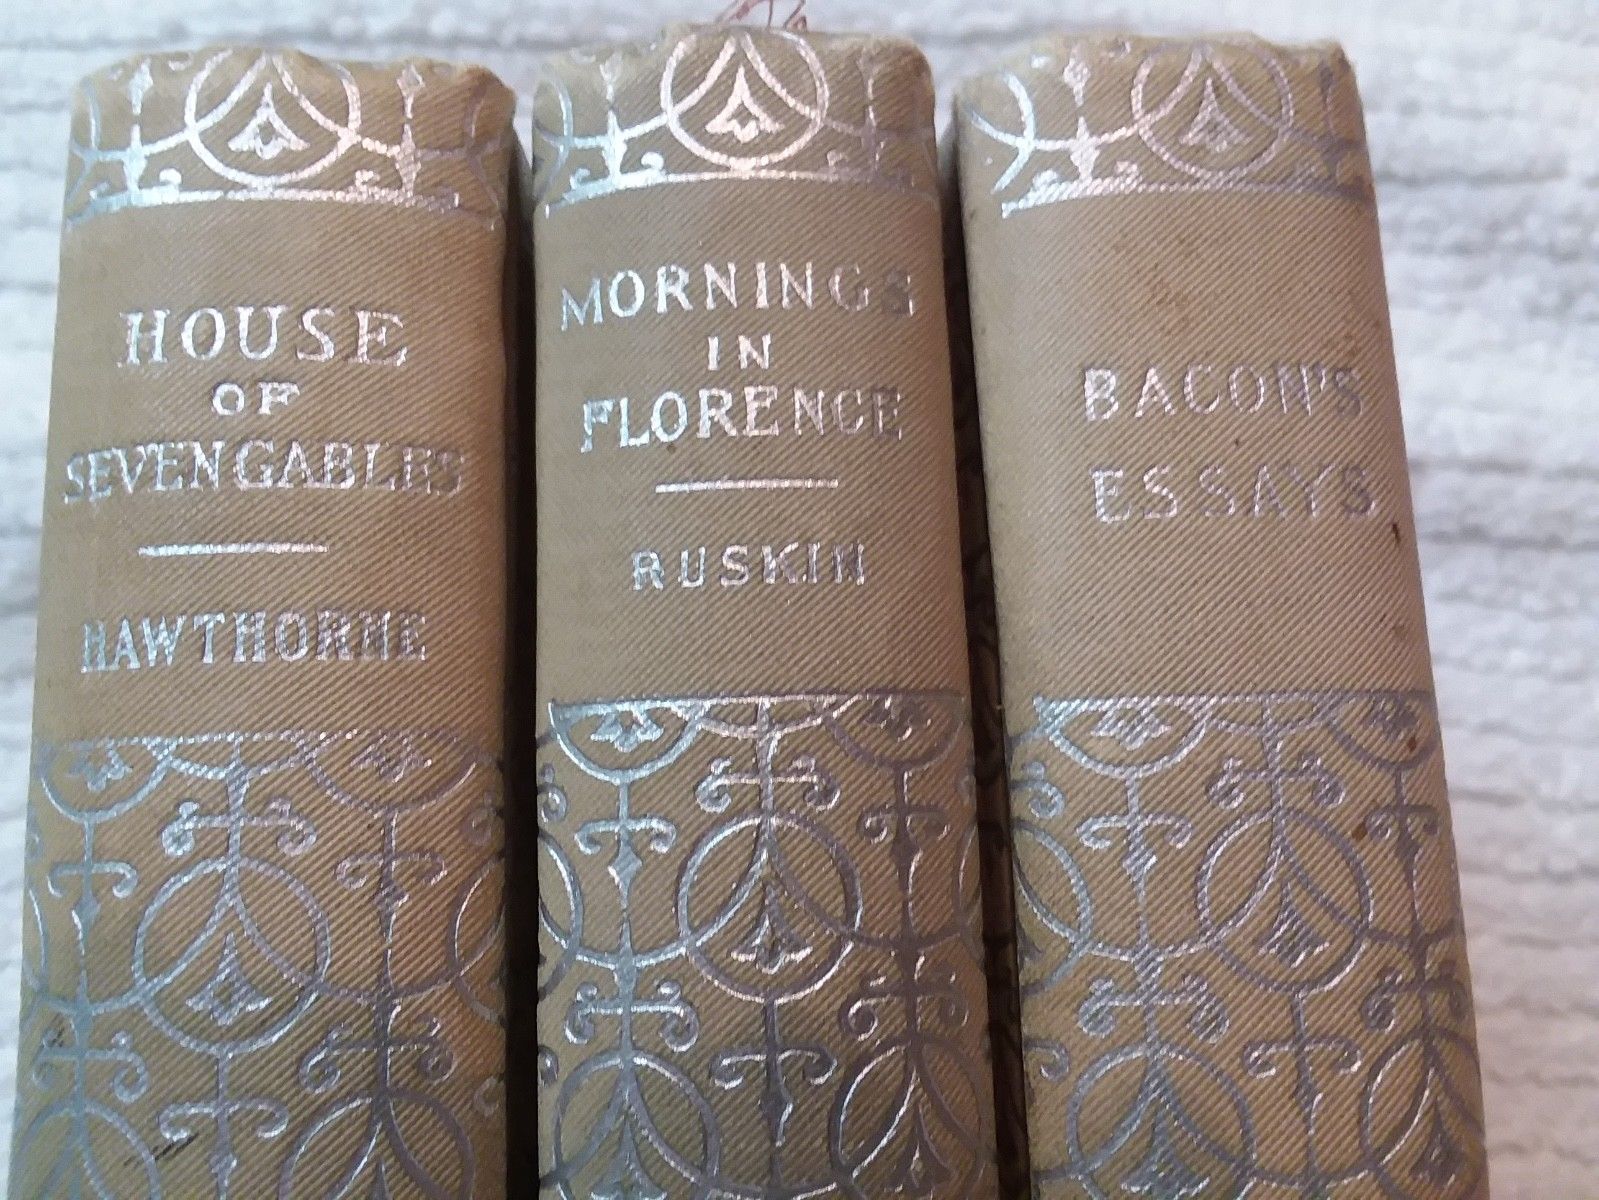 HOUSE
OF
SEVEN GABLES
HAWTHORNE
MORNINGS
IN
FLORENCE
RUSKIN
BACON'S
ESSAYS